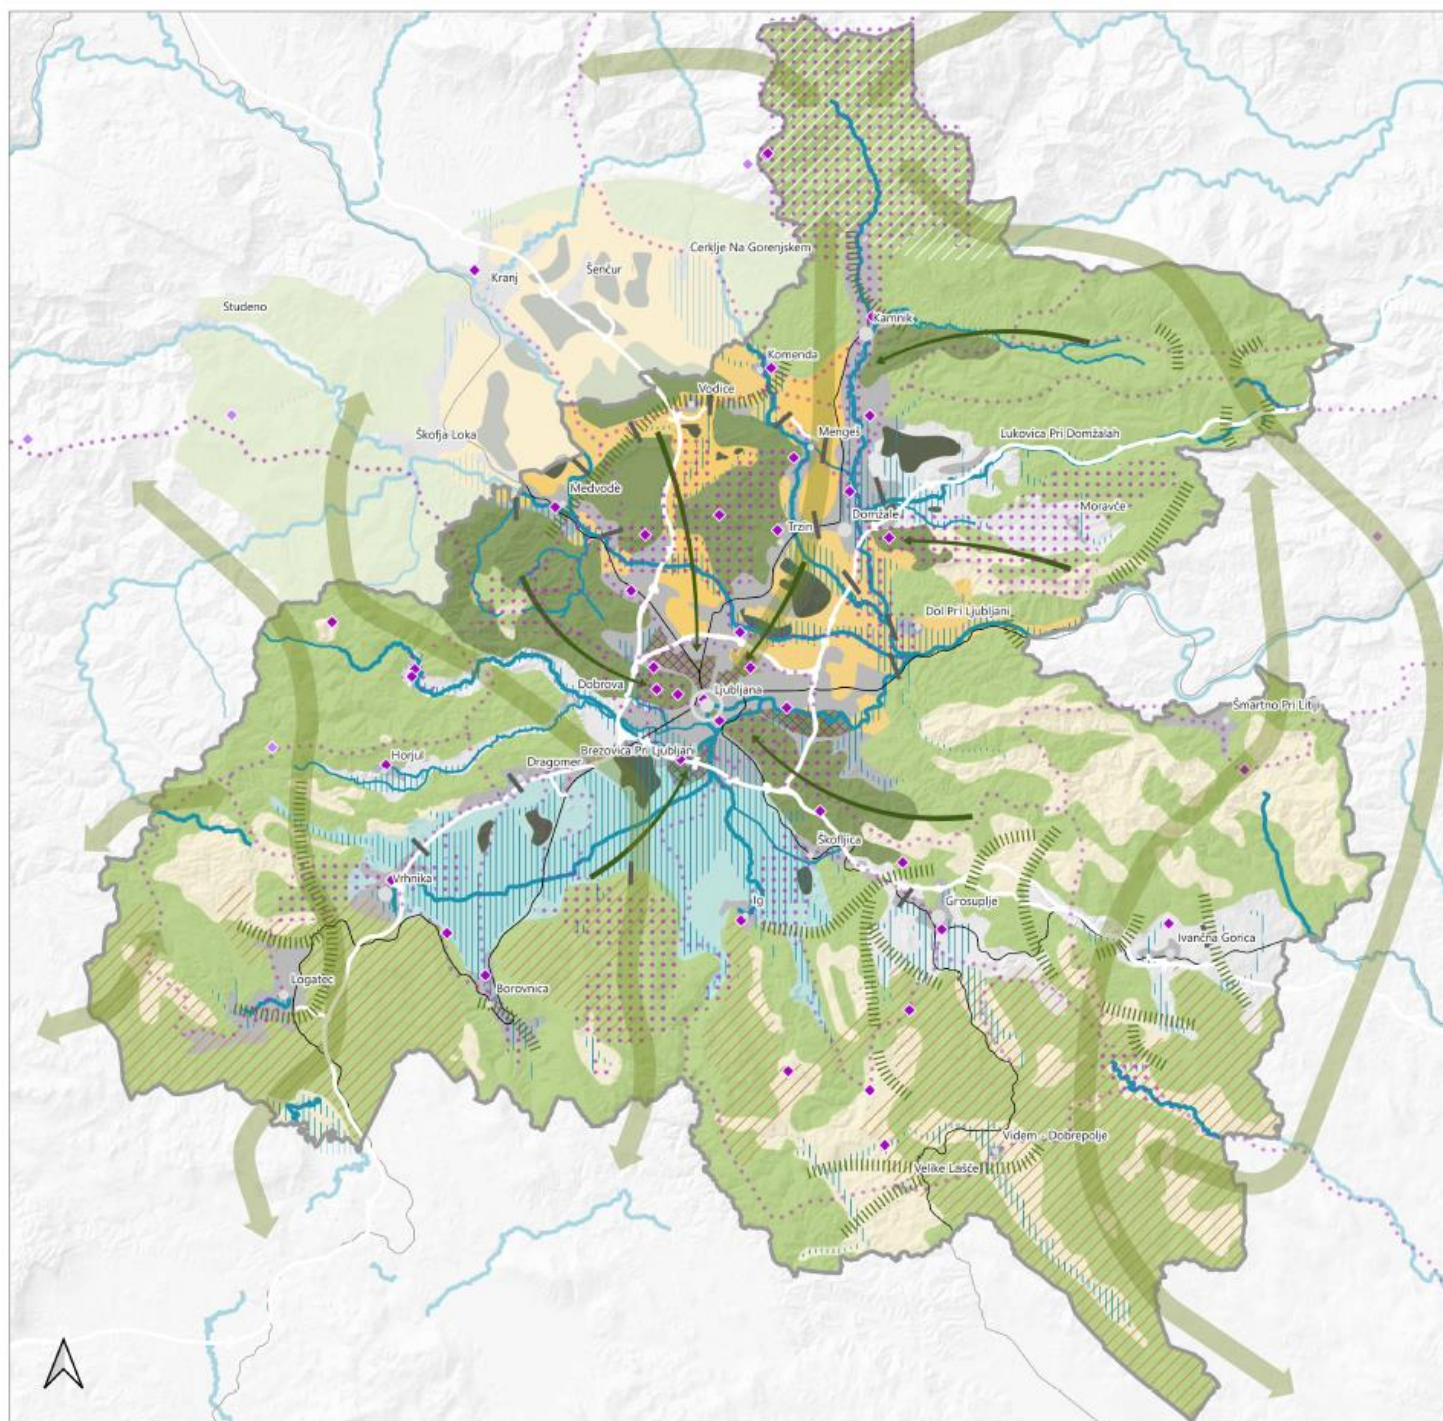 Cerklje Na Gorenjskem
Šenčur
Kranj
Studeno
Kamnik
Komenda
Vodice
Mengeš
Lukovica Pri Domžalah
Škofja Loka
Medvode
Moravče
Domžale
Trzin
Dol Pri Ljubljani
Dobrova
Ljubljana
Šmartno Pri Liti
Brezovica Pri Ljubljan
Horjul
Dragomer
Škofljica
Vrhnika
Ig
Grosuplje
Ivančna Gorica
Logatec
Borovnica
Videm - Dobrepolje
Velike Lašče